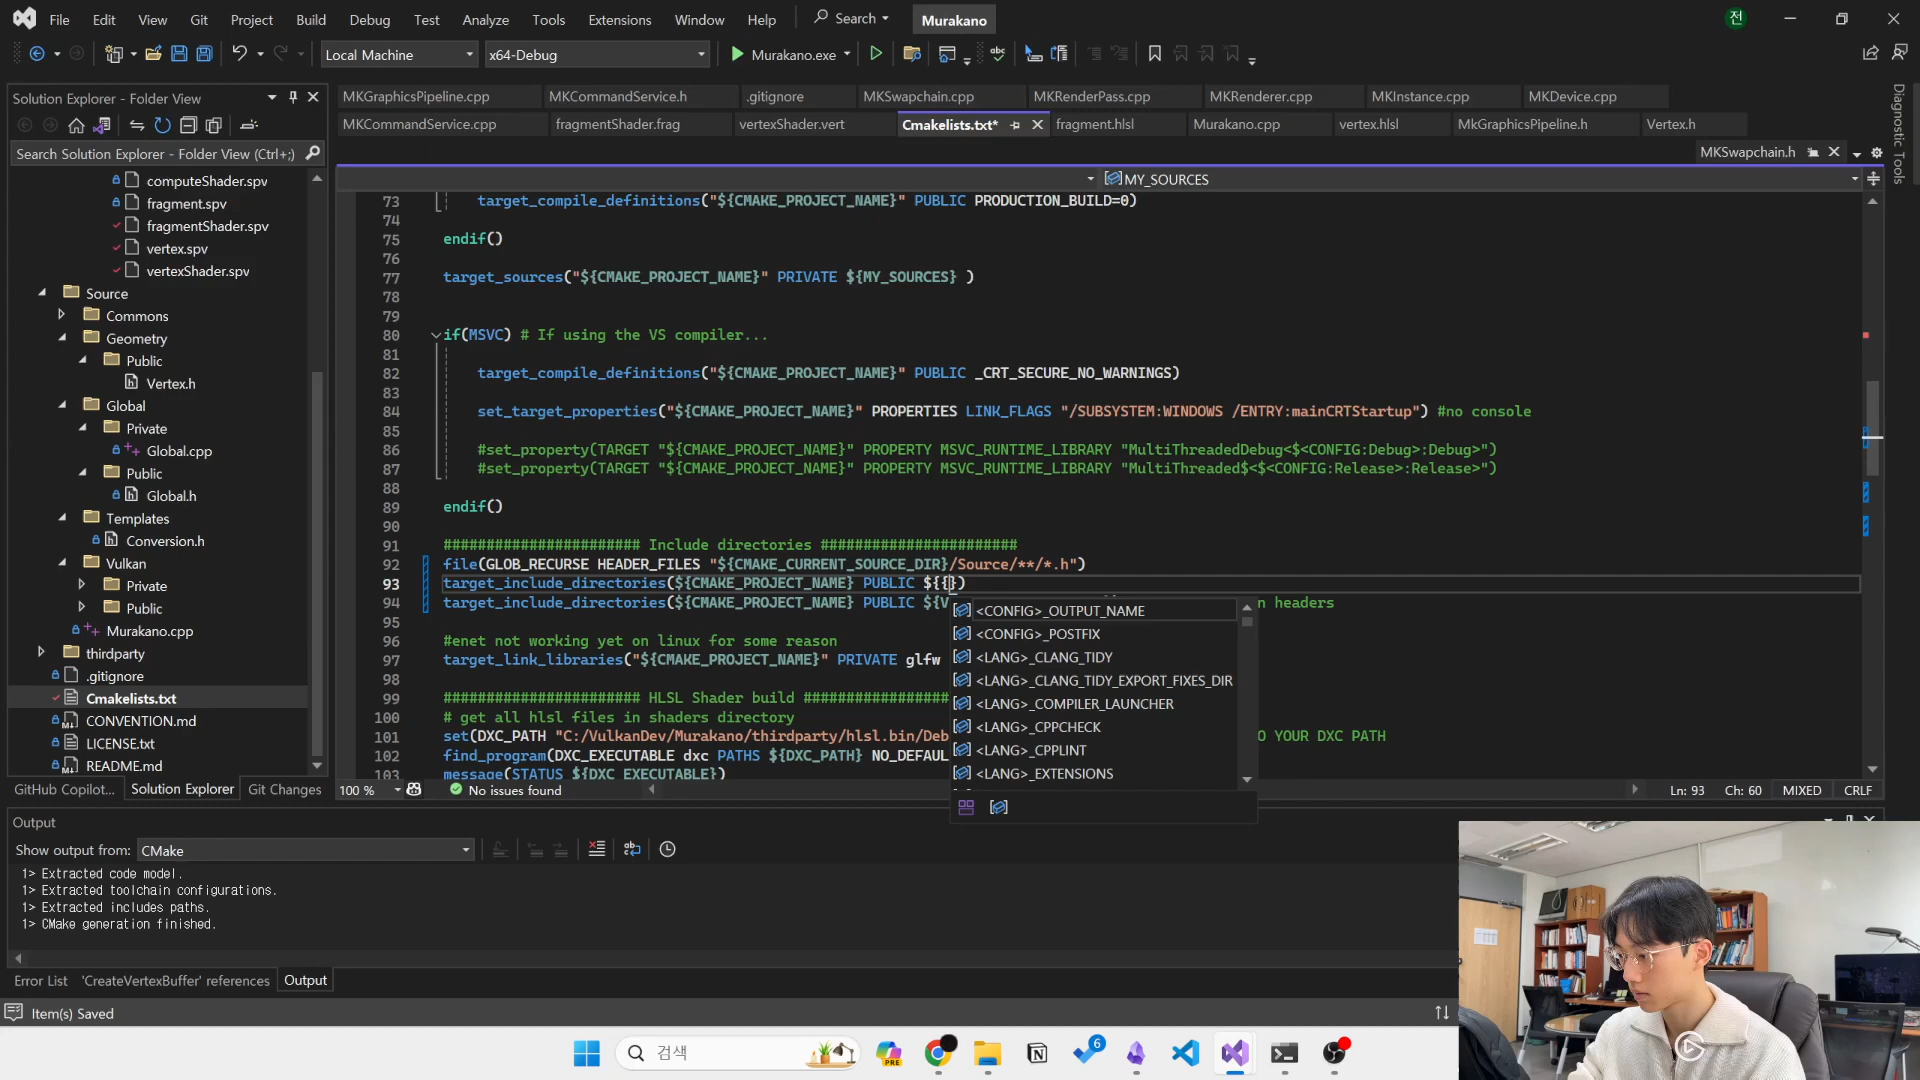 File Edit View Git Project Build Debug Test Analyze Tools Extensions Window Help Search Murakano 전
Local Machine x64-Debug Murakano.exe
Solution Explorer - Folder View
Search Solution Explorer - Folder View (Ctrl+;)
computeShader.spv
fragment.spv
fragmentShader.spv
vertex.spv
vertexShader.spv
Source
Commons
Geometry
Public
Vertex.h
Global
Private
Global.cpp
Public
Global.h
Templates
Conversion.h
Vulkan
Private
Public
Murakano.cpp
thirdparty
.gitignore
Cmakelists.txt
CONVENTION.md
LICENSE.txt
README.md
GitHub Copilot... Solution Explorer Git Changes
MKGraphicsPipeline.cpp MKCommandService.h .gitignore MKSwapchain.cpp MKRenderPass.cpp MKRenderer.cpp MKInstance.cpp MKDevice.cpp
MKCommandService.cpp fragmentShader.frag vertexShader.vert Cmakelists.txt* fragment.hlsl Murakano.cpp vertex.hlsl MkGraphicsPipeline.h Vertex.h
MKSwapchain.h
MY_SOURCES
73 target_compile_definitions("${CMAKE_PROJECT_NAME}" PUBLIC PRODUCTION_BUILD=0)
74
75 endif()
76
77 target_sources("${CMAKE_PROJECT_NAME}" PRIVATE ${MY_SOURCES} )
78
79
80 if(MSVC) # If using the VS compiler...
81
82 target_compile_definitions("${CMAKE_PROJECT_NAME}" PUBLIC _CRT_SECURE_NO_WARNINGS)
83
84 set_target_properties("${CMAKE_PROJECT_NAME}" PROPERTIES LINK_FLAGS "/SUBSYSTEM:WINDOWS /ENTRY:mainCRTStartup") #no console
85
86 #set_property(TARGET "${CMAKE_PROJECT_NAME}" PROPERTY MSVC_RUNTIME_LIBRARY "MultiThreadedDebug<$<CONFIG:Debug>:Debug>")
87 #set_property(TARGET "${CMAKE_PROJECT_NAME}" PROPERTY MSVC_RUNTIME_LIBRARY "MultiThreaded$<$<CONFIG:Release>:Release>")
88
89 endif()
90
91 ####################### Include directories #######################
92 file(GLOB_RECURSE HEADER_FILES "${CMAKE_CURRENT_SOURCE_DIR}/Source/**/*.h")
93 target_include_directories(${CMAKE_PROJECT_NAME} PUBLIC ${{})
94 target_include_directories(${CMAKE_PROJECT_NAME} PUBLIC ${V n headers
95
96 #enet not working yet on linux for some reason
97 target_link_libraries("${CMAKE_PROJECT_NAME}" PRIVATE glfw
98
99 ####################### HLSL Shader build #################
100 # get all hlsl files in shaders directory
101 set(DXC_PATH "C:/VulkanDev/Murakano/thirdparty/hlsl.bin/Deb O YOUR DXC PATH
102 find_program(DXC_EXECUTABLE dxc PATHS ${DXC_PATH} NO_DEFAUL
103 message(STATUS ${DXC_EXECUTABLE})
<CONFIG>_OUTPUT_NAME
<CONFIG>_POSTFIX
<LANG>_CLANG_TIDY
<LANG>_CLANG_TIDY_EXPORT_FIXES_DIR
<LANG>_COMPILER_LAUNCHER
<LANG>_CPPCHECK
<LANG>_CPPLINT
<LANG>_EXTENSIONS
100 % No issues found Ln: 93 Ch: 60 MIXED CRLF
Diagnostic Tools
Output
Show output from: CMake
1> Extracted code model.
1> Extracted toolchain configurations.
1> Extracted includes paths.
1> CMake generation finished.
Error List 'CreateVertexBuffer' references Output
Item(s) Saved
검색
PRE
6